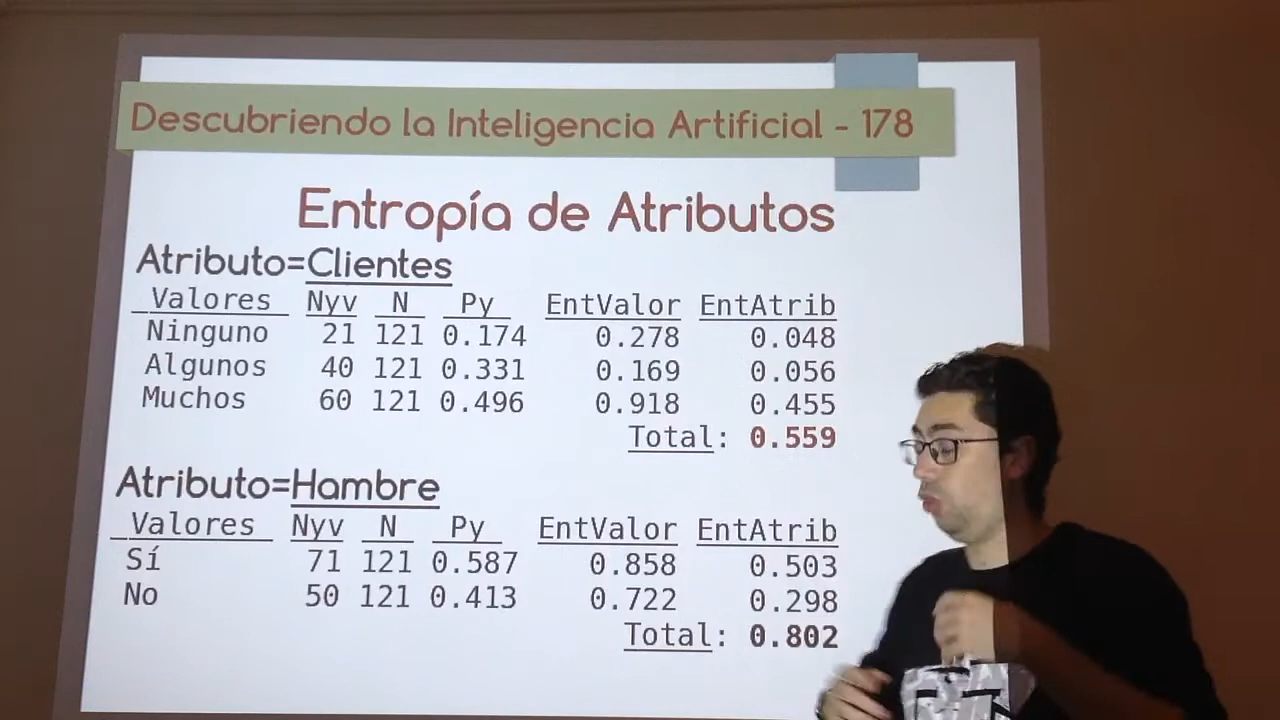 Descubriendo la Inteligencia Artificial - 178
Entropía de Atributos
Atributo=Clientes
Valores Nyv N Py EntValor EntAtrib
Ninguno 21 121 0.174 0.278 0.048
Algunos 40 121 0.331 0.169 0.056
Muchos 60 121 0.496 0.918 0.455
Total: 0.559
Atributo=Hambre
Valores Nyv N Py EntValor EntAtrib
Sí 71 121 0.587 0.858 0.503
No 50 121 0.413 0.722 0.298
Total: 0.802